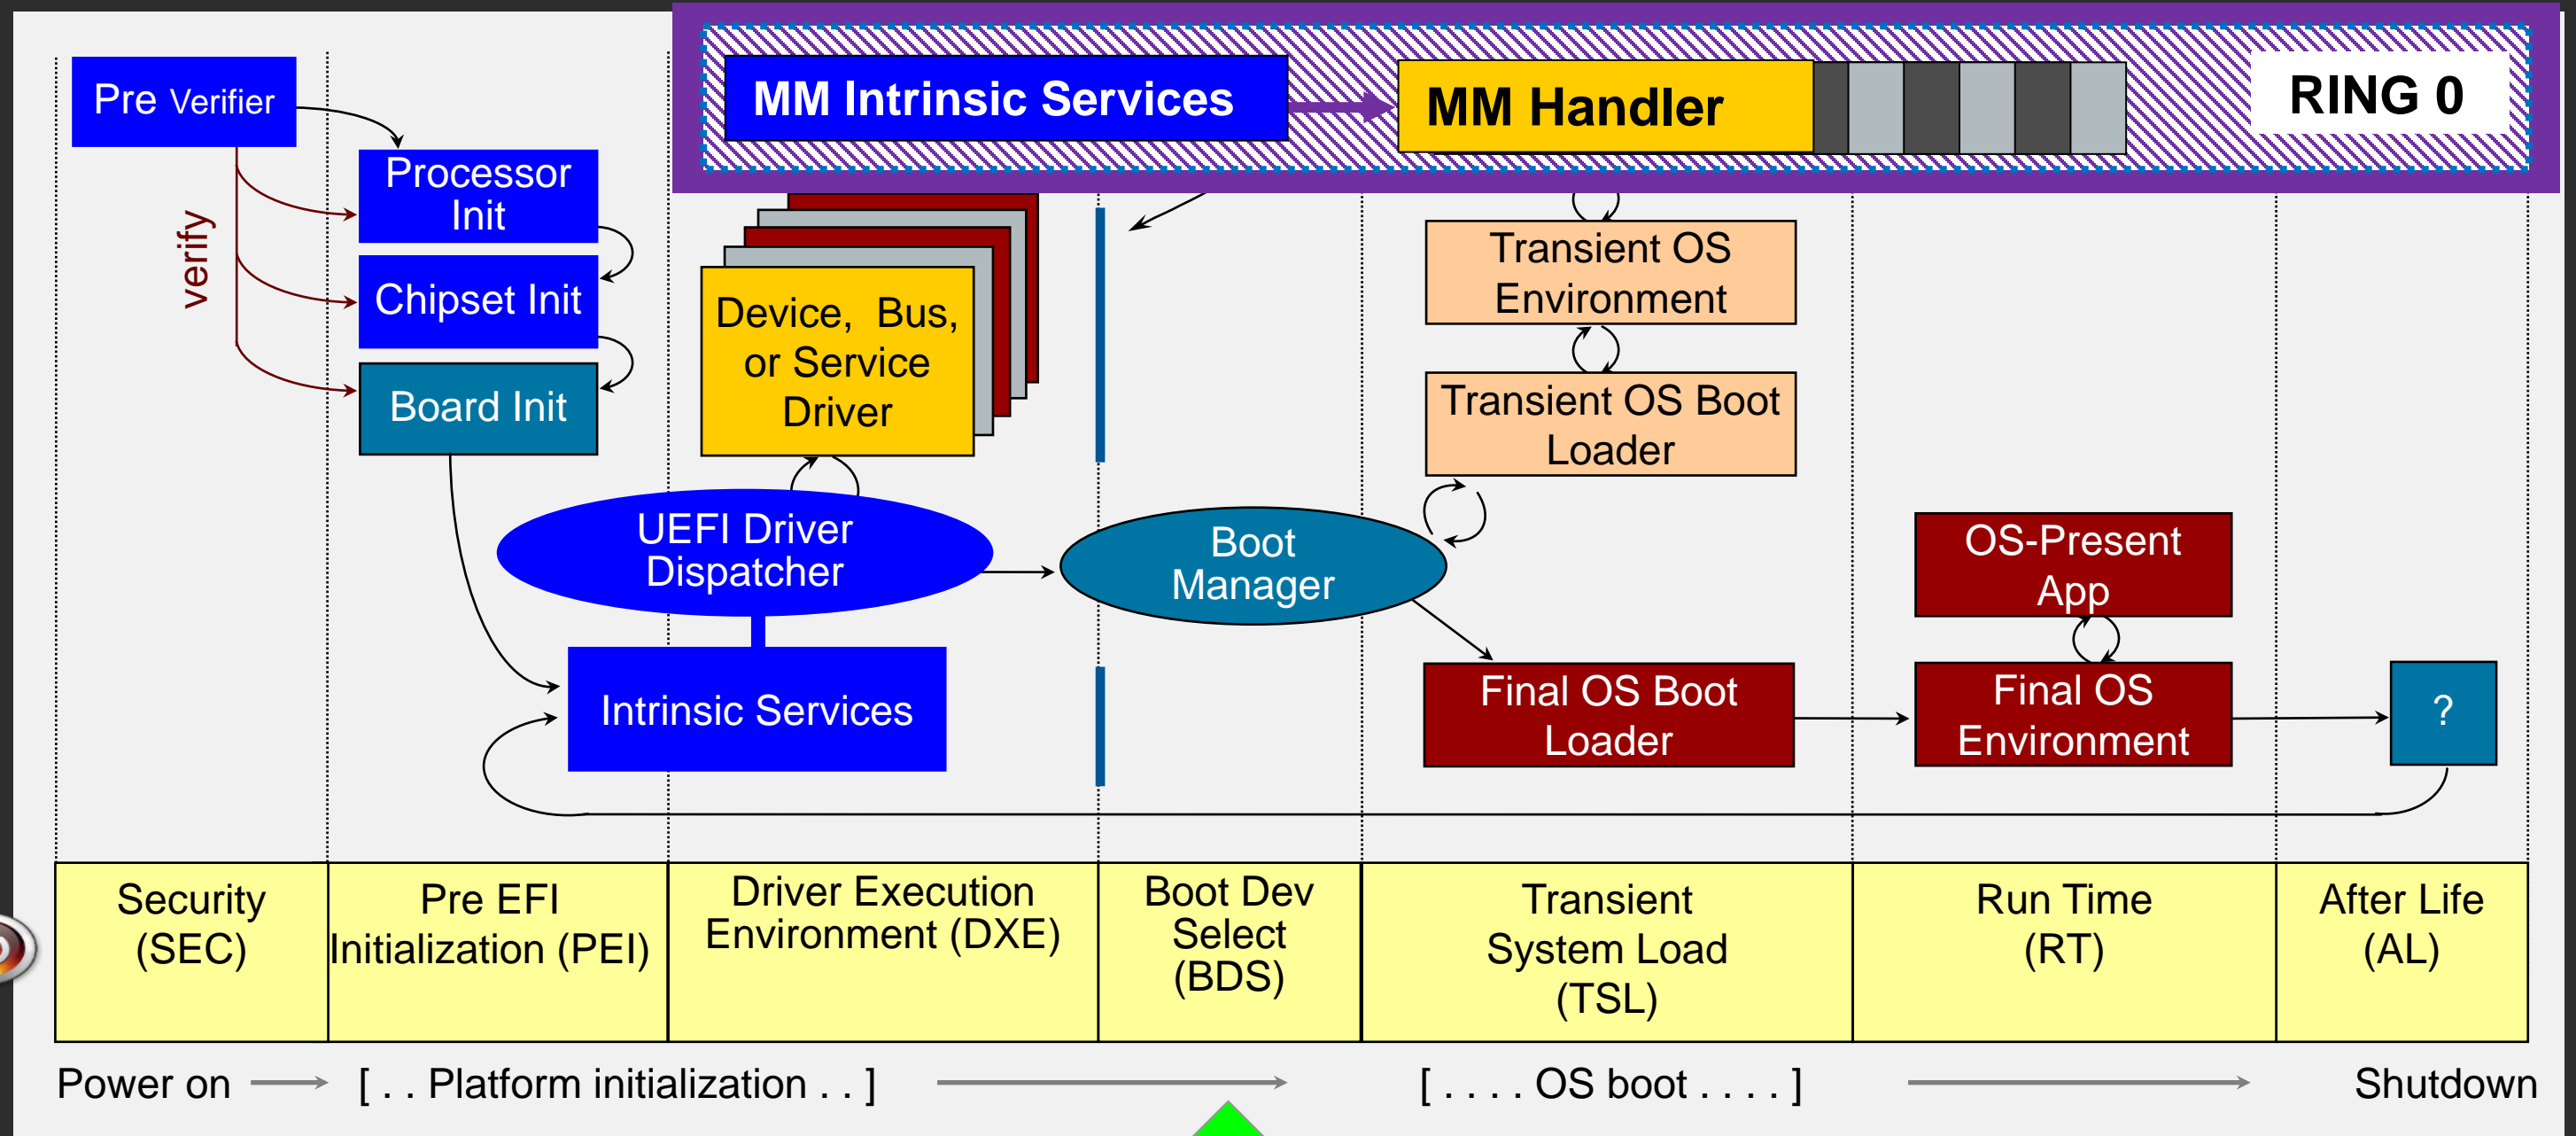 Pre Verifier
MM Intrinsic Services
MM Handler
RING 0
verify
Processor
Init
Chipset Init
Board Init
Device, Bus,
or Service
Driver
UEFI Driver
Dispatcher
Intrinsic Services
Boot
Manager
Transient OS
Environment
Transient OS Boot
Loader
Final OS Boot
Loader
OS-Present
App
Final OS
Environment
?
Security
(SEC)
Pre EFI
Initialization (PEI)
Driver Execution
Environment (DXE)
Boot Dev
Select
(BDS)
Transient
System Load
(TSL)
Run Time
(RT)
After Life
(AL)
Power on
[ . . Platform initialization . . ]
[ . . . . OS boot . . . . ]
Shutdown